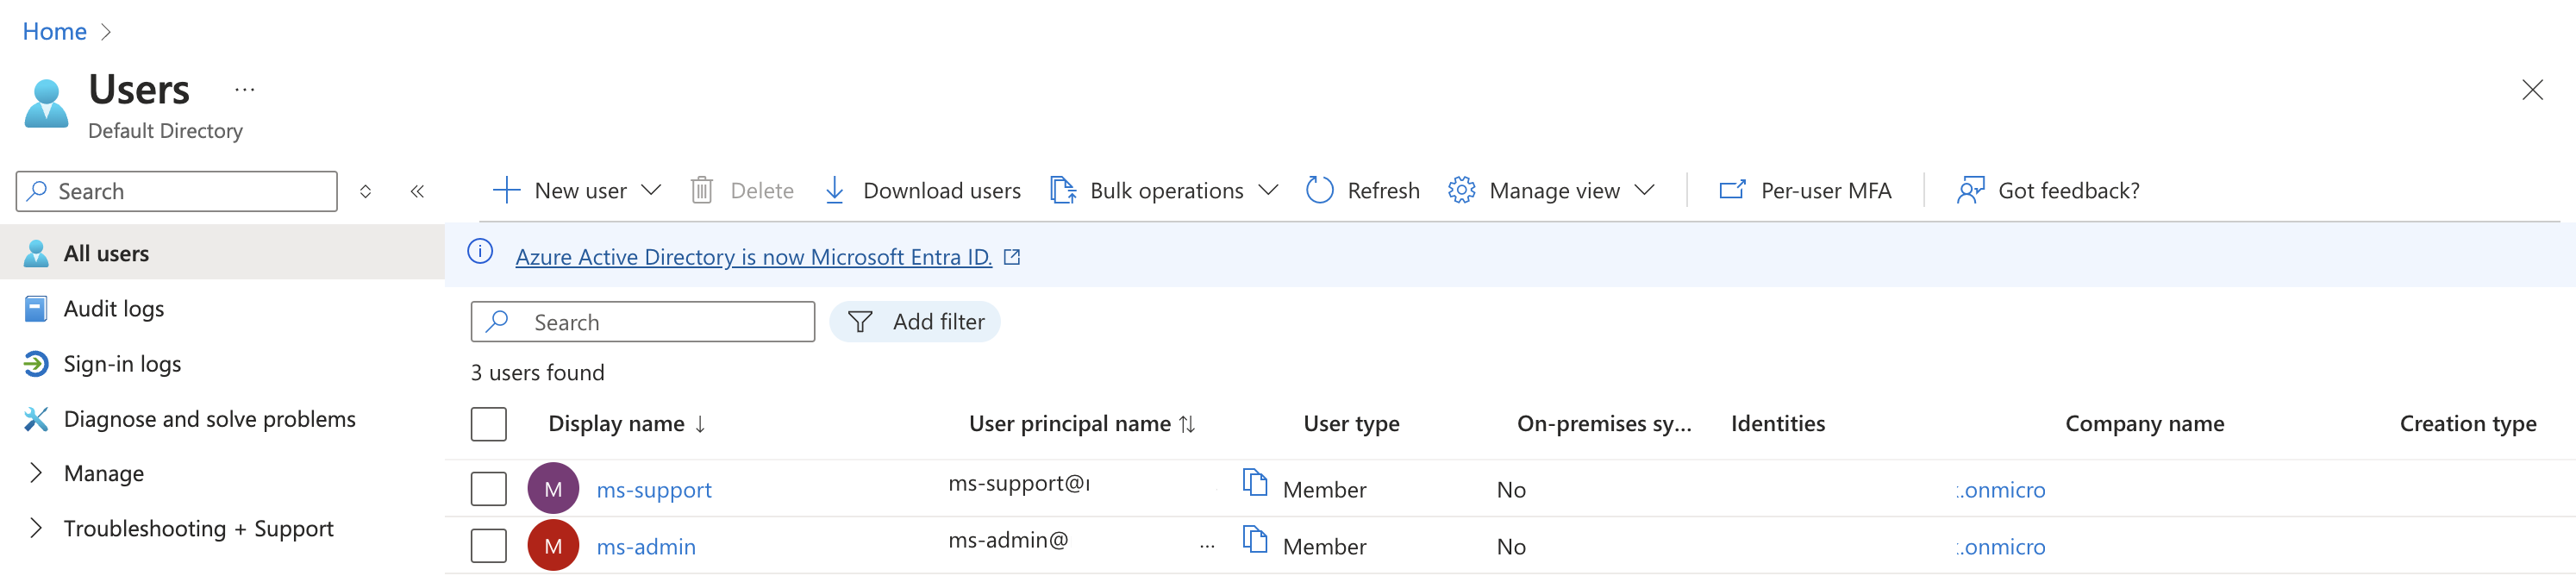 Home
Users
...
Default Directory
Search
New user
Delete
Download users
Bulk operations
Refresh
Manage view
Per-user MFA
Got feedback?
All users
Audit logs
Sign-in logs
Diagnose and solve problems
Manage
Troubleshooting + Support
Azure Active Directory is now Microsoft Entra ID.
Search
Add filter
3 users found
Display name ↓ User principal name ↑↓ User type On-premises sy... Identities Company name Creation type
M ms-support ms-support@ Member No .onmicro
M ms-admin ms-admin@ ... Member No .onmicro